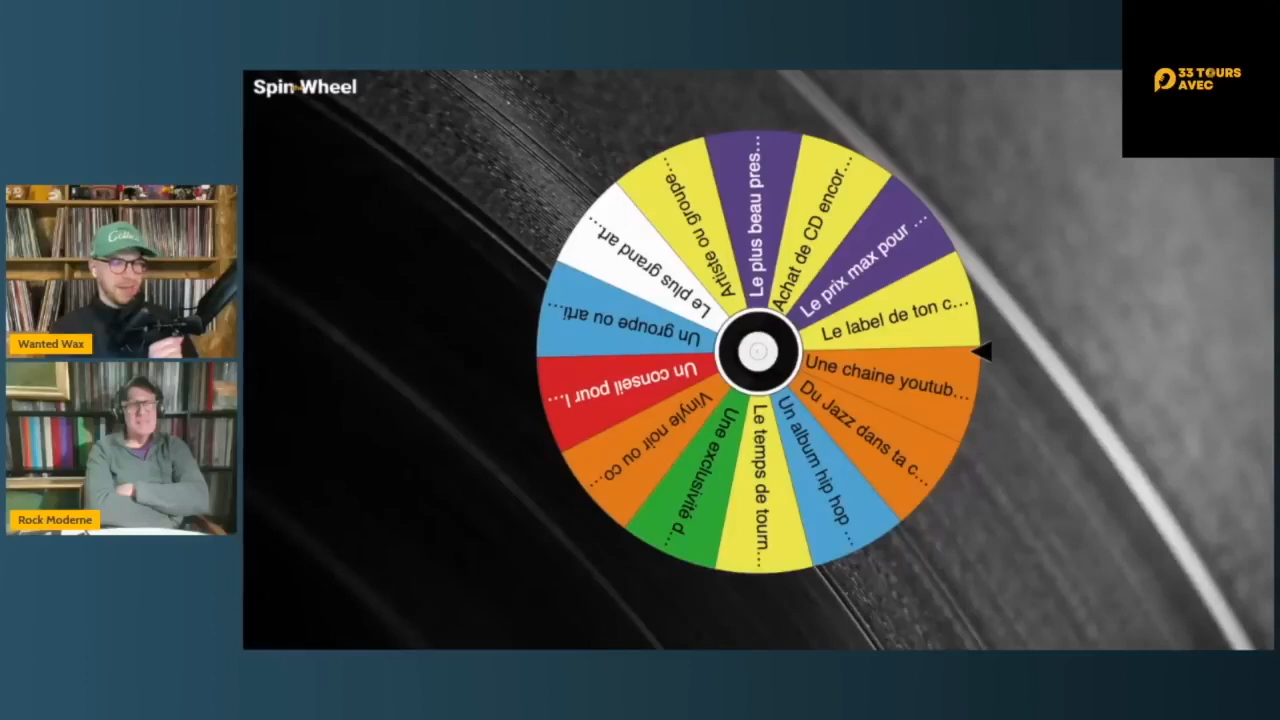 Spin the Wheel
33 TOURS
AVEC
Wanted Wax
Rock Moderne
Le plus beau pres...
Achat de CD encor...
Le prix max pour ...
Le label de ton c...
Une chaine youtub...
Du Jazz dans ta c...
Un album hip hop ...
Le temps de tourn...
Une exclusivité d...
Vinyle noir ou co...
Un conseil pour l...
Un groupe ou arti...
Le plus grand art...
Artiste ou groupe...